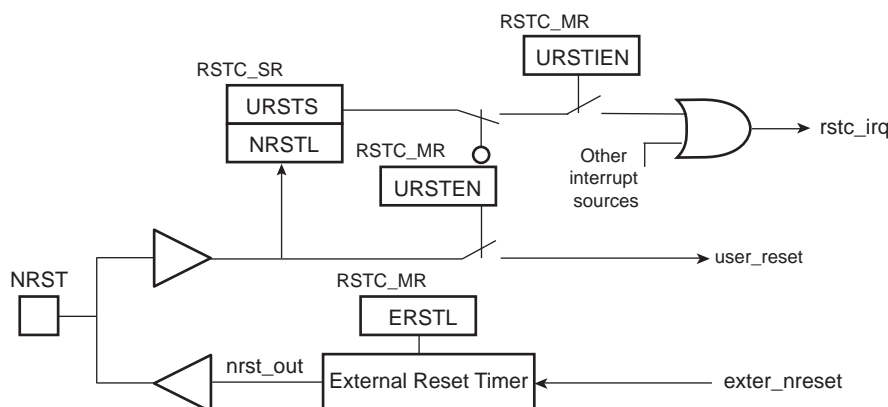 RSTC_MR
URSTIEN
RSTC_SR
URSTS
NRSTL
rstc_irq
RSTC_MR
URSTEN
Other
interrupt
sources
user_reset
NRST
RSTC_MR
ERSTL
nrst_out
External Reset Timer
exter_nreset